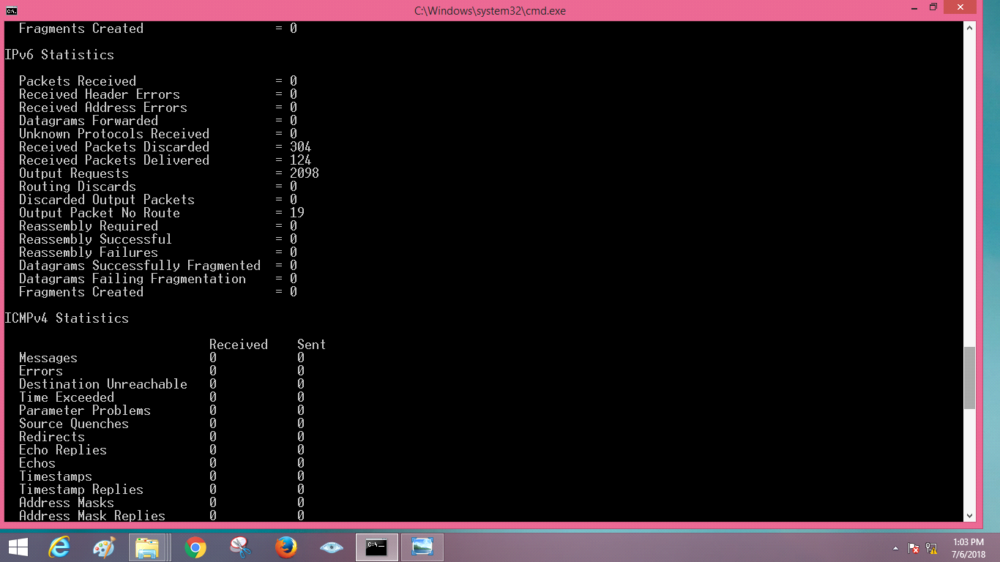 C:\Windows\system32\cmd.exe
Fragments Created = 0
IPv6 Statistics
Packets Received = 0
Received Header Errors = 0
Received Address Errors = 0
Datagrams Forwarded = 0
Unknown Protocols Received = 0
Received Packets Discarded = 304
Received Packets Delivered = 124
Output Requests = 2098
Routing Discards = 0
Discarded Output Packets = 0
Output Packet No Route = 19
Reassembly Required = 0
Reassembly Successful = 0
Reassembly Failures = 0
Datagrams Successfully Fragmented = 0
Datagrams Failing Fragmentation = 0
Fragments Created = 0
ICMPv4 Statistics
Received Sent
Messages 0 0
Errors 0 0
Destination Unreachable 0 0
Time Exceeded 0 0
Parameter Problems 0 0
Source Quenches 0 0
Redirects 0 0
Echo Replies 0 0
Echos 0 0
Timestamps 0 0
Timestamp Replies 0 0
Address Masks 0 0
Address Mask Replies 0 0
1:03 PM
7/6/2018